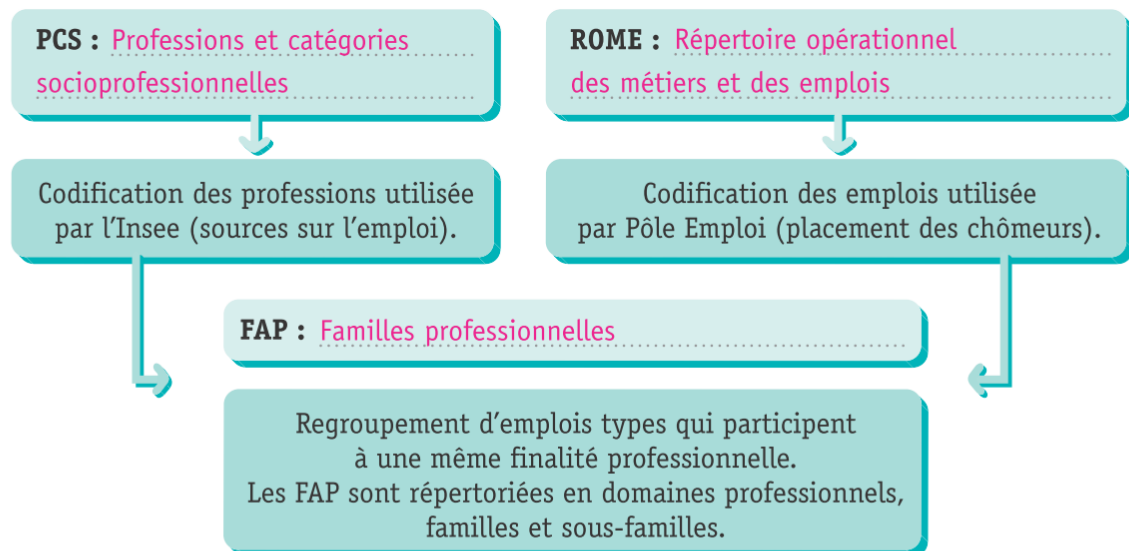 PCS : Professions et catégories
socioprofessionnelles
ROME : Répertoire opérationnel
des métiers et des emplois
Codification des professions utilisée
par l'Insee (sources sur l'emploi).
Codification des emplois utilisée
par Pôle Emploi (placement des chômeurs).
FAP : Familles professionnelles
Regroupement d'emplois types qui participent
à une même finalité professionnelle.
Les FAP sont répertoriées en domaines professionnels,
familles et sous-familles.